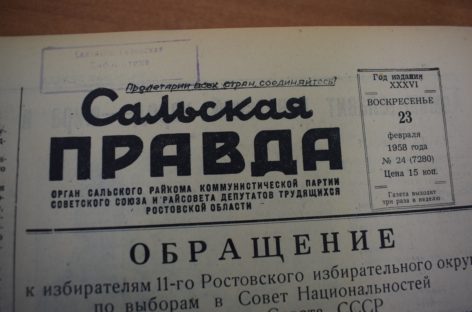 Пролетарии всех стран, соединяйтесь!
Сальская
ПРАВДА
ОРГАН САЛЬСКОГО РАЙКОМА КОММУНИСТИЧЕСКОЙ ПАРТИИ
СОВЕТСКОГО СОЮЗА И РАЙСОВЕТА ДЕПУТАТОВ ТРУДЯЩИХСЯ
РОСТОВСКОЙ ОБЛАСТИ
Год издания
XXXVI
ВОСКРЕСЕНЬЕ
23
февраля
1958 года
№ 24 (7280)
Цена 15 коп.
Газета выходит
три раза в неделю
ОБРАЩЕНИЕ
к избирателям 11-го Ростовского избирательного окру
по выборам в Совет Национальностей
Совета СССР